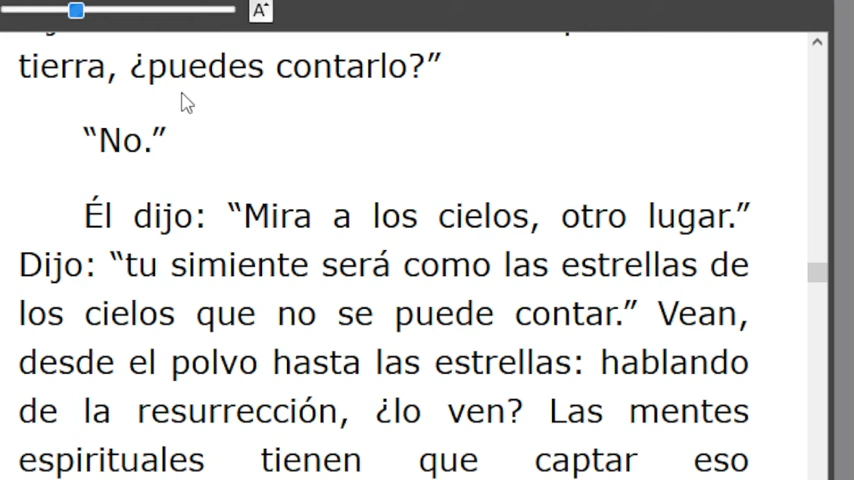 A
tierra, ¿puedes contarlo?”
“No.”
Él dijo: “Mira a los cielos, otro lugar.”
Dijo: “tu simiente será como las estrellas de
los cielos que no se puede contar.” Vean,
desde el polvo hasta las estrellas: hablando
de la resurrección, ¿lo ven? Las mentes
espirituales tienen que captar eso